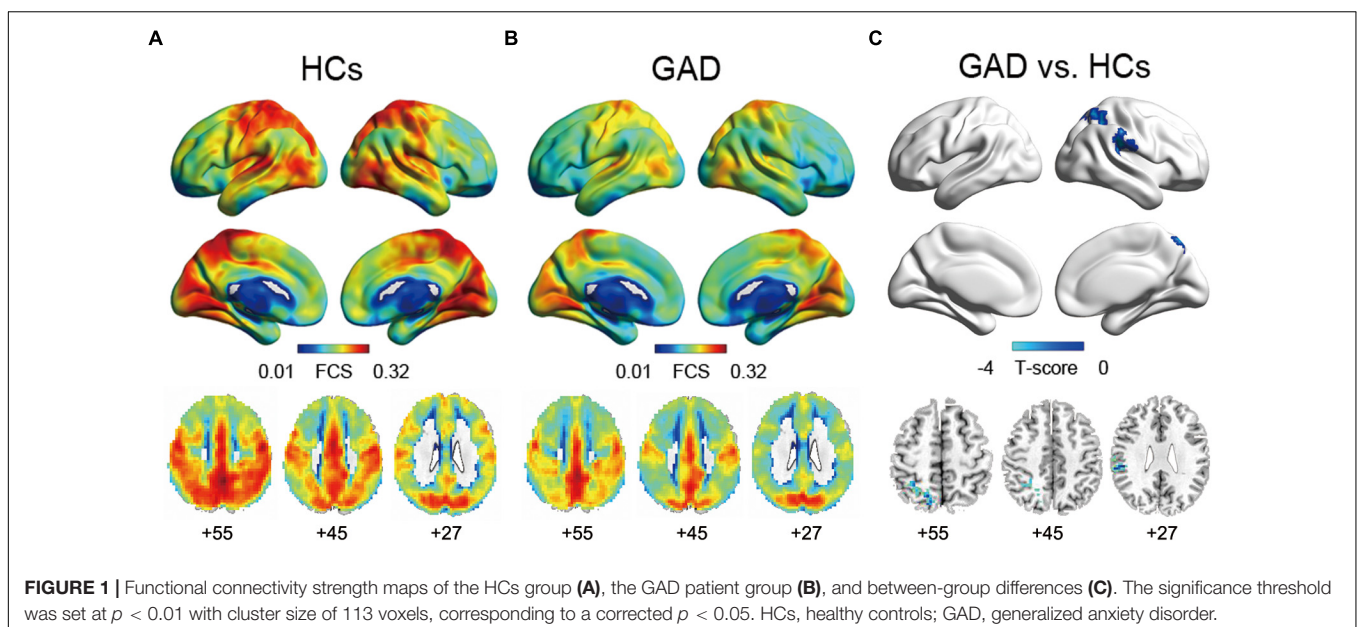 A
B
C
HCs
GAD
GAD vs. HCs
0.01 FCS 0.32
0.01 FCS 0.32
-4 T-score 0
+55 +45 +27
+55 +45 +27
+55 +45 +27
FIGURE 1 | Functional connectivity strength maps of the HCs group (A), the GAD patient group (B), and between-group differences (C). The significance threshold
was set at p < 0.01 with cluster size of 113 voxels, corresponding to a corrected p < 0.05. HCs, healthy controls; GAD, generalized anxiety disorder.